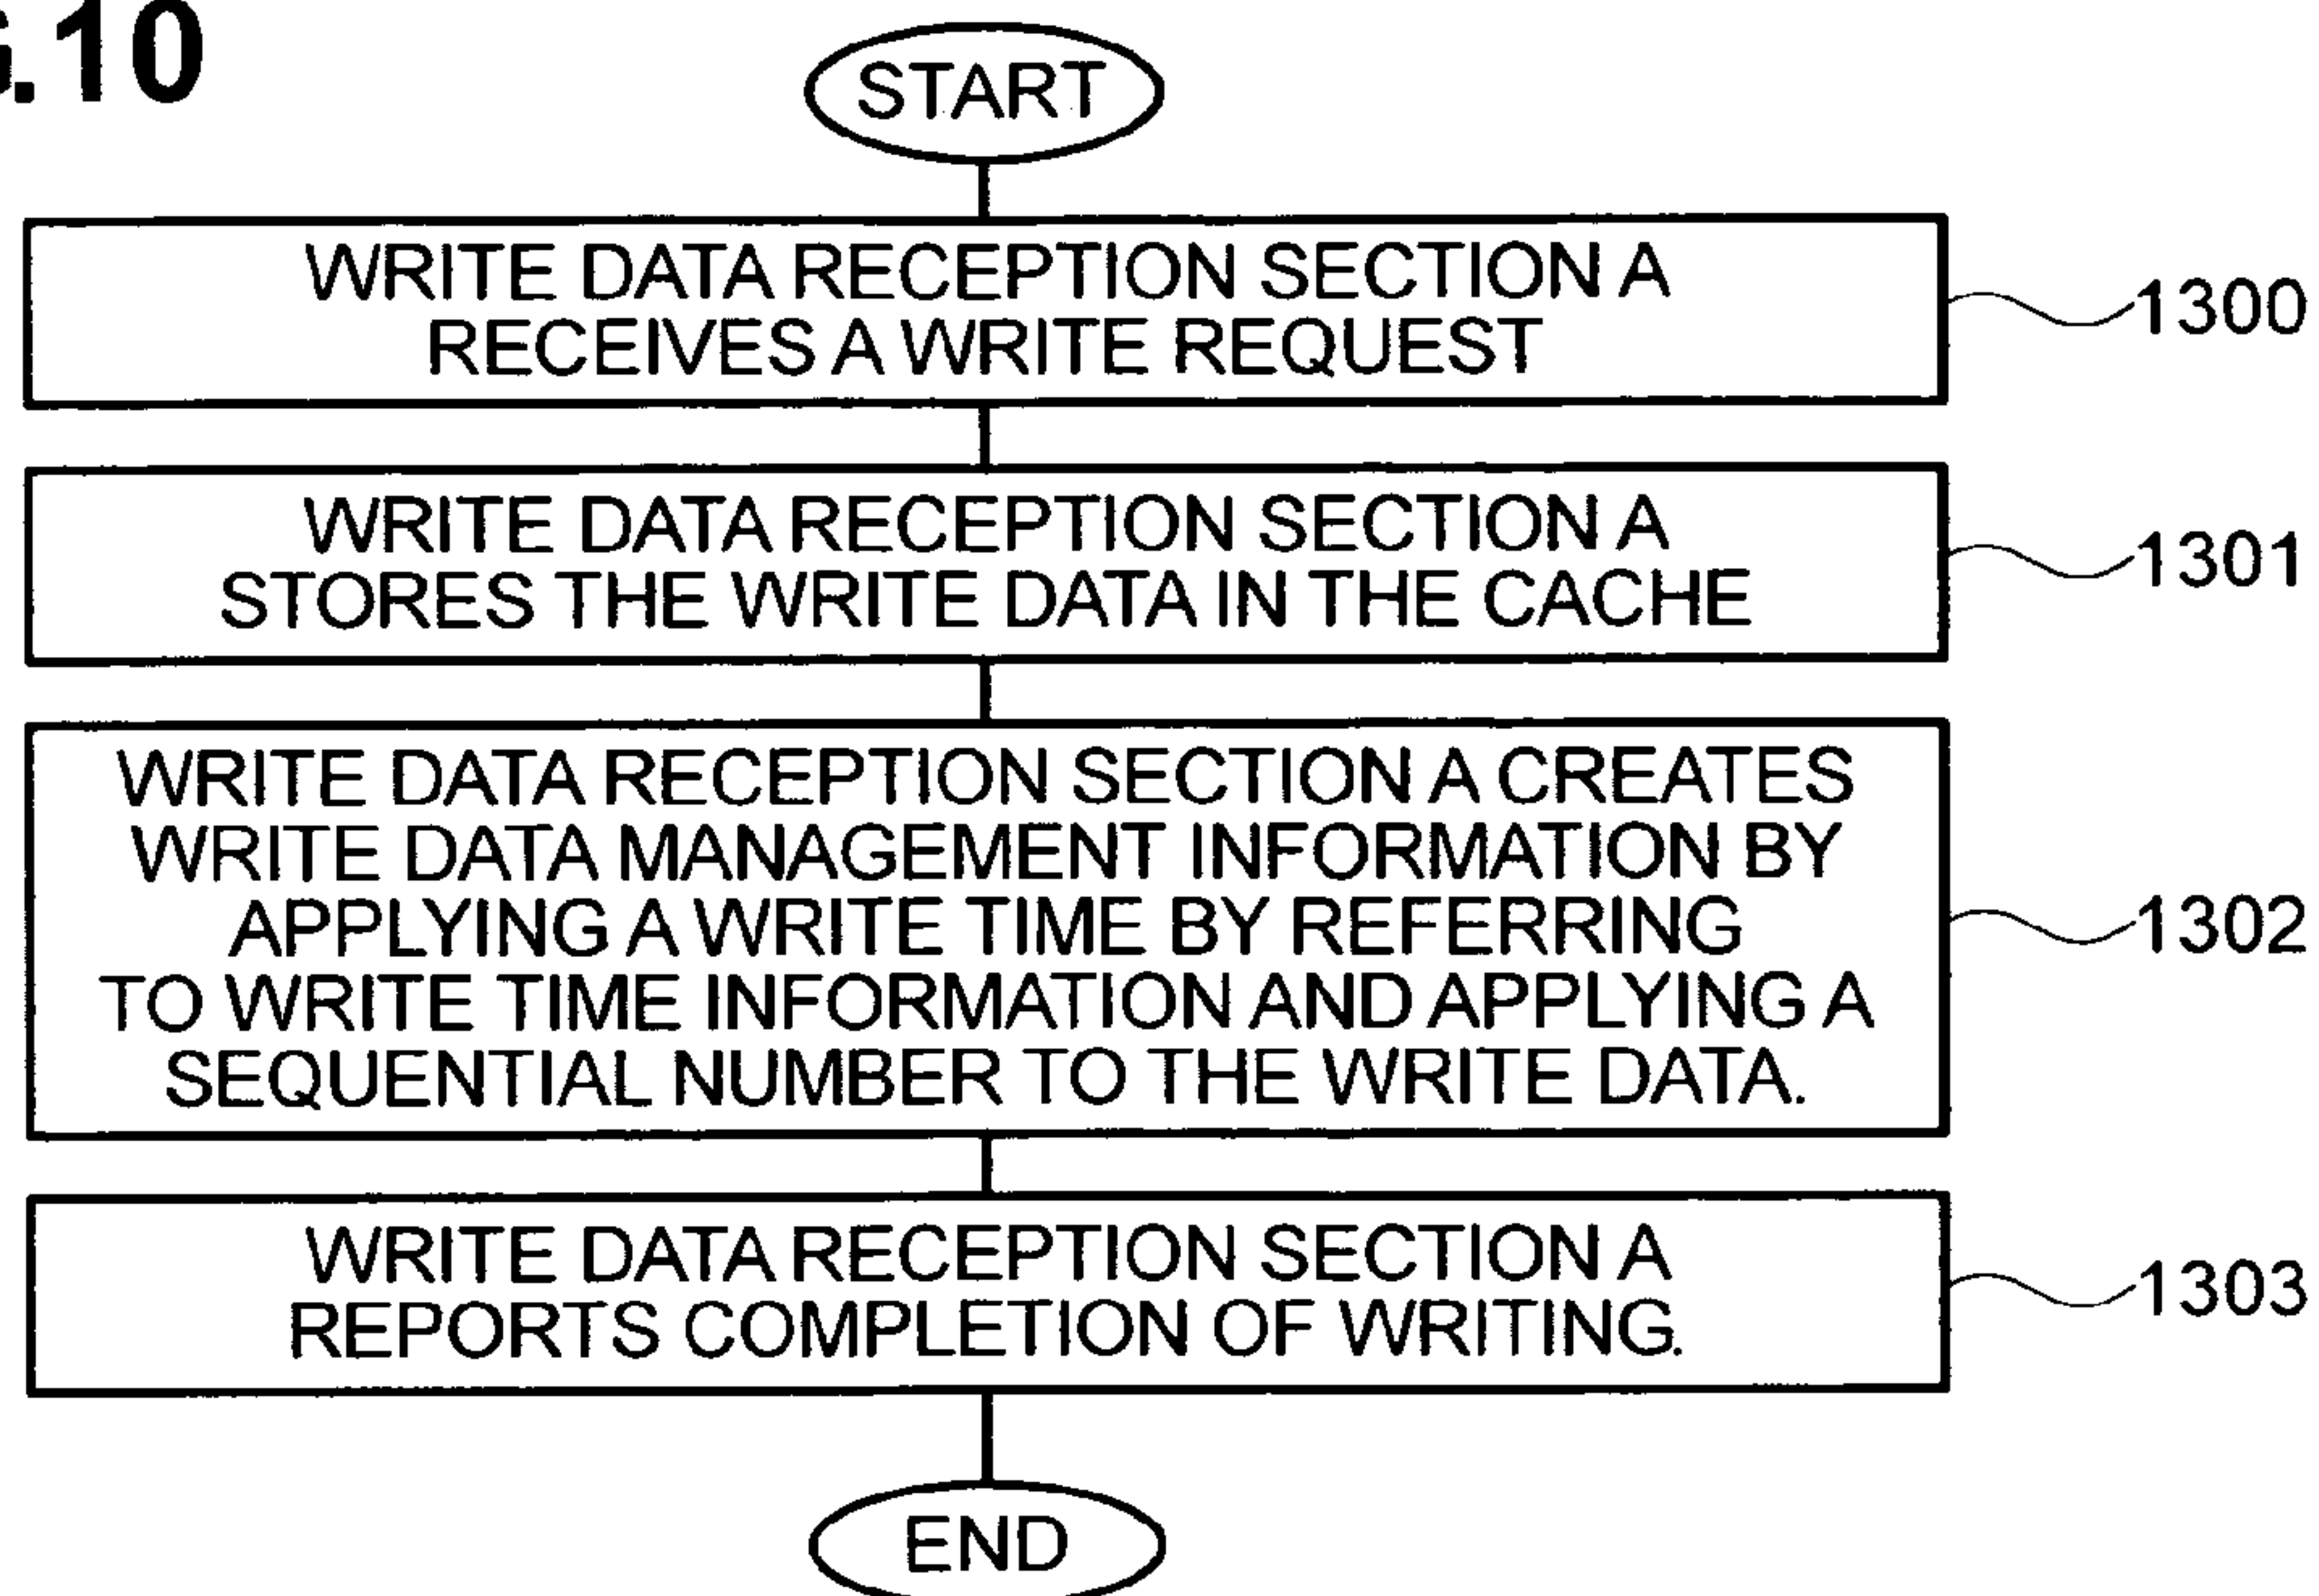 .10
START
WRITE DATA RECEPTION SECTION A
RECEIVES A WRITE REQUEST
1300
WRITE DATA RECEPTION SECTION A
STORES THE WRITE DATA IN THE CACHE
1301
WRITE DATA RECEPTION SECTION A CREATES
WRITE DATA MANAGEMENT INFORMATION BY
APPLYING A WRITE TIME BY REFERRING
TO WRITE TIME INFORMATION AND APPLYING A
SEQUENTIAL NUMBER TO THE WRITE DATA.
1302
WRITE DATA RECEPTION SECTION A
REPORTS COMPLETION OF WRITING.
1303
END